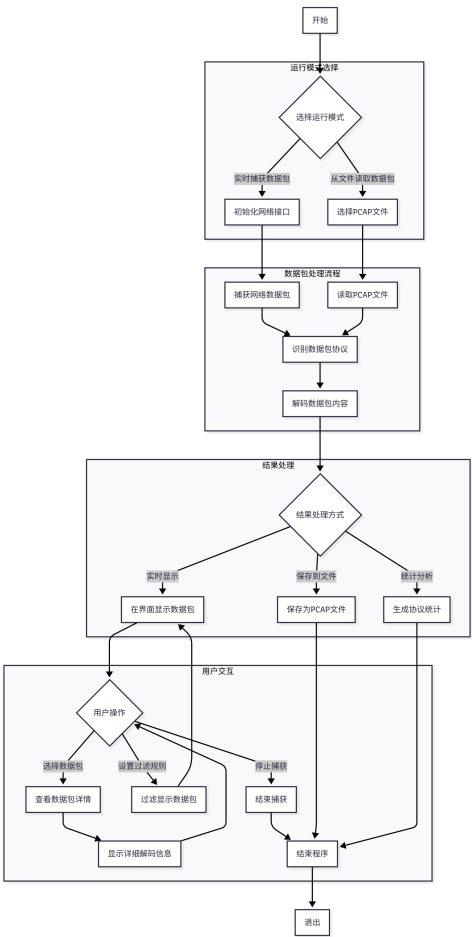 开始
运行模式选择
选择运行模式
实时捕获数据包
从文件读取数据包
初始化网络接口
选择PCAP文件
数据包处理流程
捕获网络数据包
读取PCAP文件
识别数据包协议
解码数据包内容
结果处理
结果处理方式
实时显示
保存到文件
统计分析
在界面显示数据包
保存为PCAP文件
生成协议统计
用户交互
用户操作
选择数据包
设置过滤规则
停止捕获
查看数据包详情
过滤显示数据包
结束捕获
显示详细解码信息
结束程序
退出